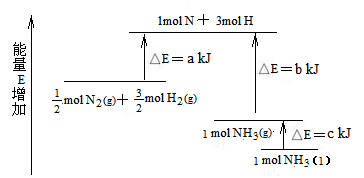 1mol N + 3mol H
能量E增加
△E=a kJ
△E=b kJ
1/2 mol N₂(g)+ 3/2 mol H₂(g)
1 mol NH₃(g)
△E=c kJ
1 mol NH₃(1)